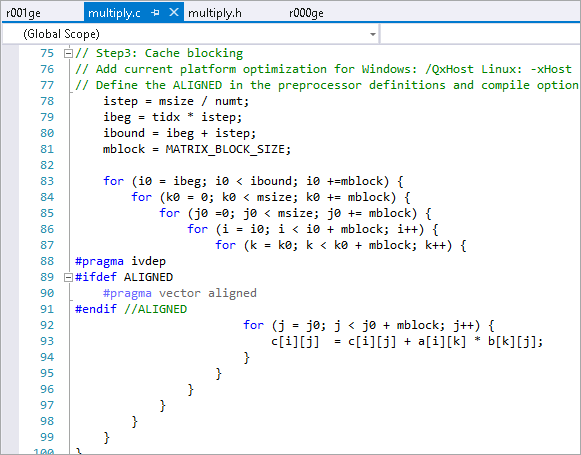 r001ge multiply.c multiply.h r000ge
(Global Scope)
75 // Step3: Cache blocking
76 // Add current platform optimization for Windows: /QxHost Linux: -xHost
77 // Define the ALIGNED in the preprocessor definitions and compile option
78 istep = msize / numt;
79 ibeg = tidx * istep;
80 ibound = ibeg + istep;
81 mblock = MATRIX_BLOCK_SIZE;
82
83 for (i0 = ibeg; i0 < ibound; i0 +=mblock) {
84 for (k0 = 0; k0 < msize; k0 += mblock) {
85 for (j0 =0; j0 < msize; j0 += mblock) {
86 for (i = i0; i < i0 + mblock; i++) {
87 for (k = k0; k < k0 + mblock; k++) {
88 #pragma ivdep
89 #ifdef ALIGNED
90 #pragma vector aligned
91 #endif //ALIGNED
92 for (j = j0; j < j0 + mblock; j++) {
93 c[i][j]  = c[i][j] + a[i][k] * b[k][j];
94 }
95 }
96 }
97 }
98 }
99 }
100 }